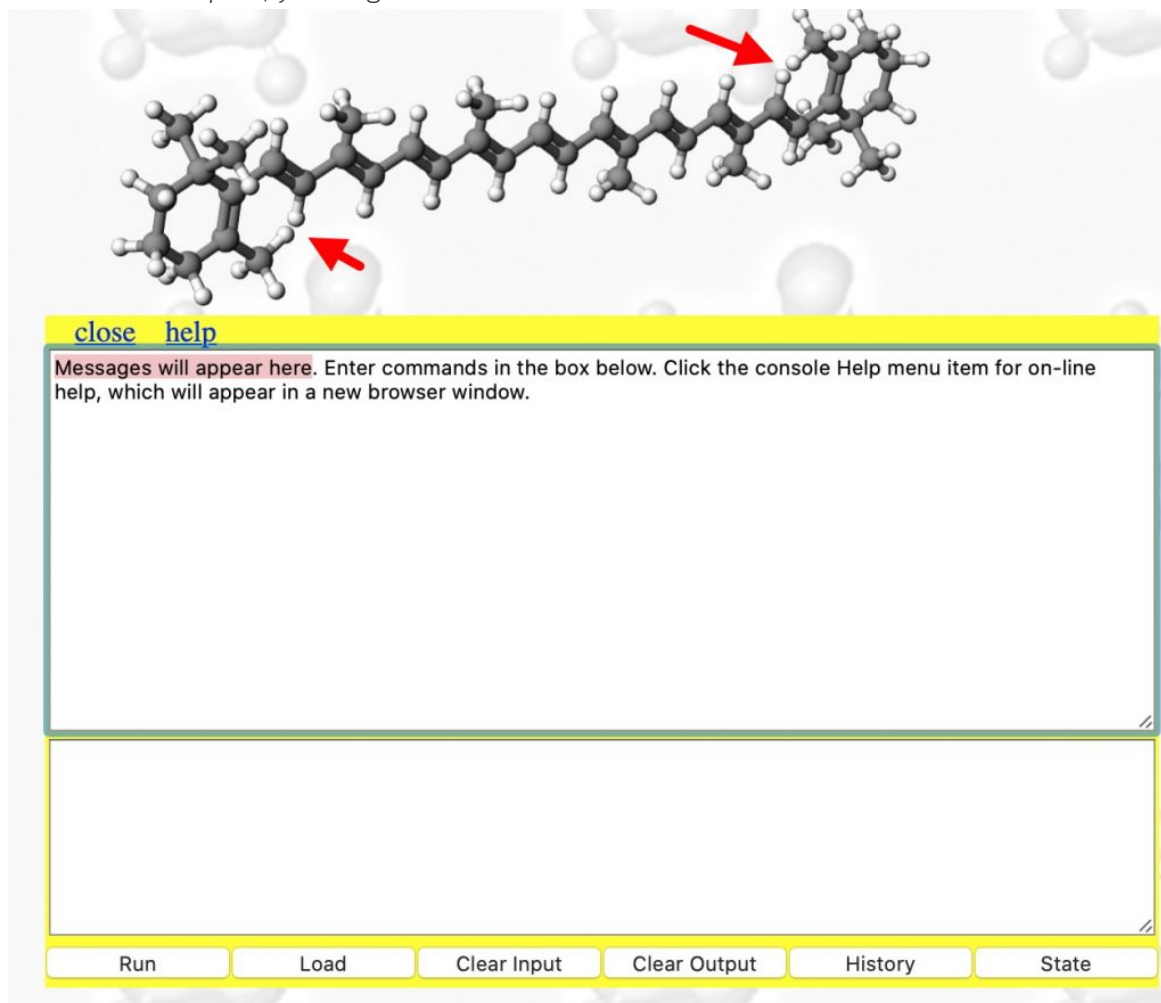 close help
Messages will appear here. Enter commands in the box below. Click the console Help menu item for on-line
help, which will appear in a new browser window.
Run Load Clear Input Clear Output History State